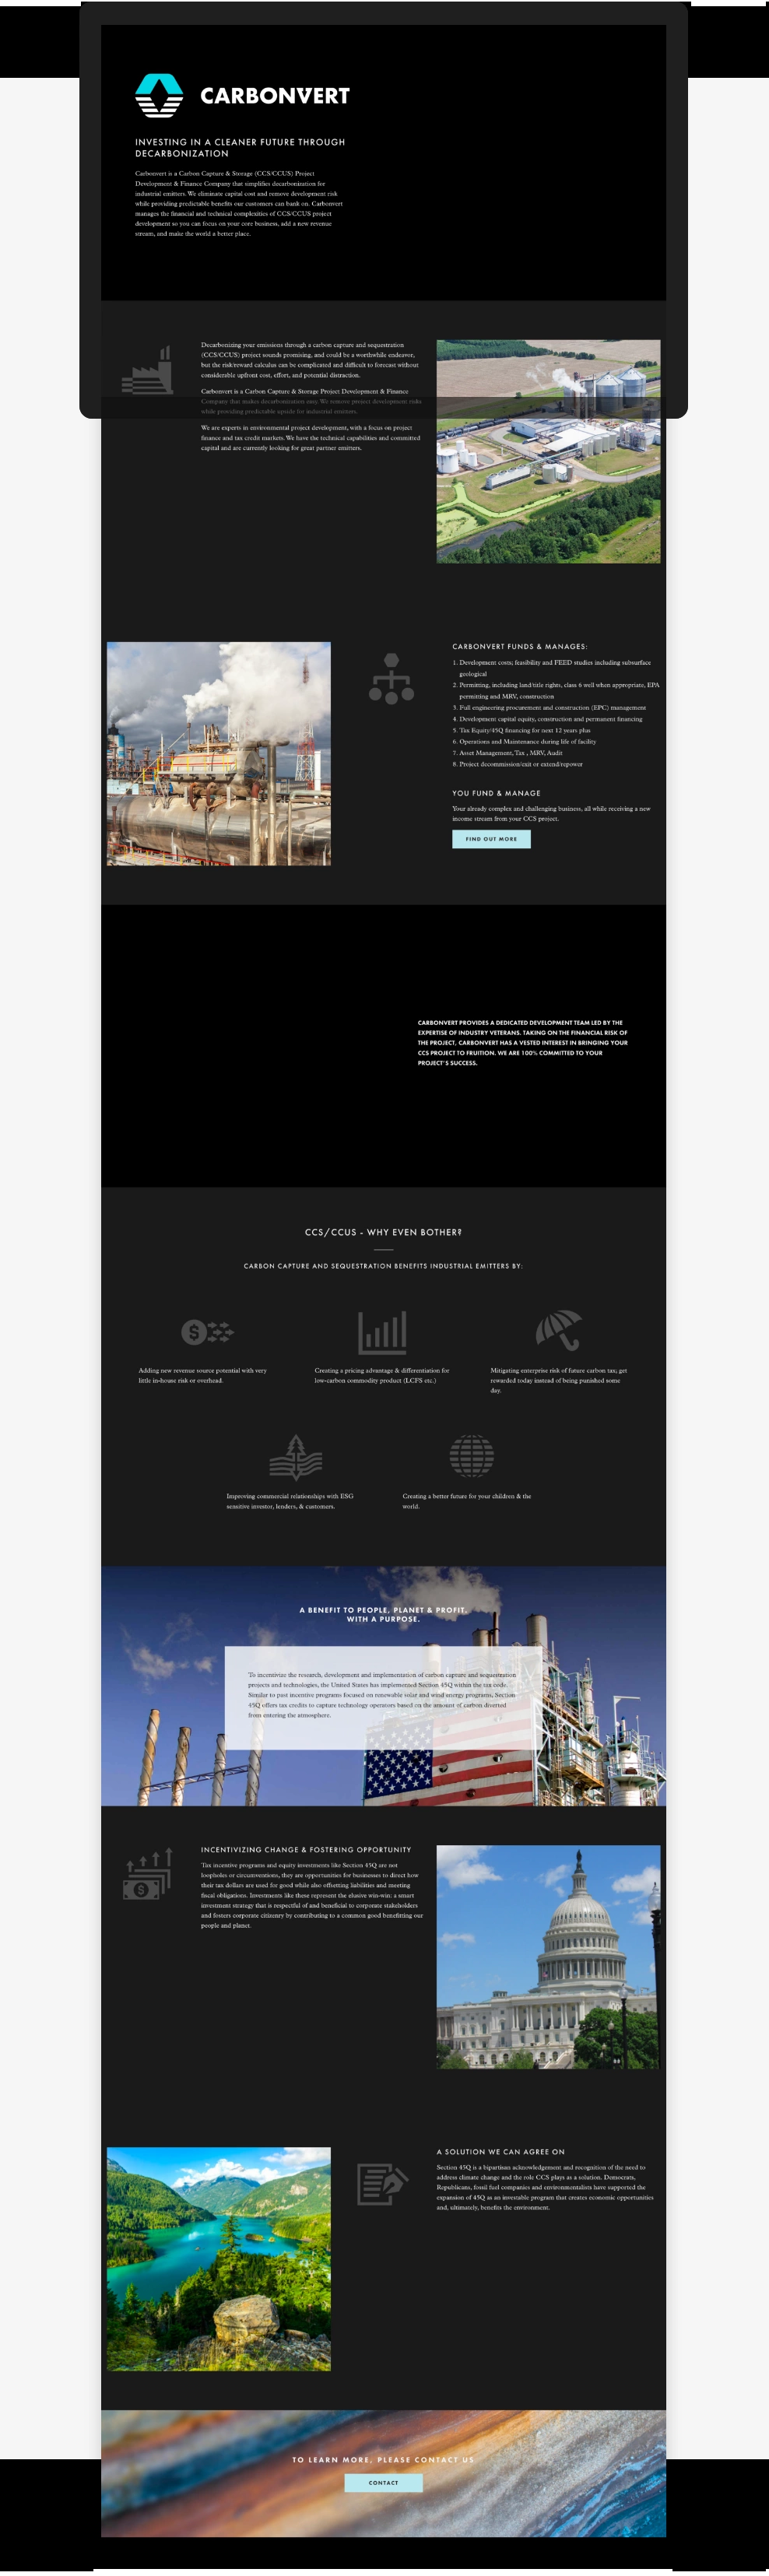 CARBONVERT
INVESTING IN A CLEANER FUTURE THROUGH
DECARBONIZATION
Carbonvert is a Carbon Capture & Storage (CCS/CCUS) Project
Development & Finance Company that simplifies decarbonization for
industrial emitters. We eliminate capital cost and remove development risk
while providing predictable benefits our customers can bank on. Carbonvert
manages the financial and technical complexities of CCS/CCUS project
development so you can focus on your core business, add a new revenue
stream, and make the world a better place.
Decarbonizing your emissions through a carbon capture and sequestration
(CCS/CCUS) project sounds promising, and could be a worthwhile endeavor,
but the risk/reward calculus can be complicated and difficult to forecast without
considerable upfront cost, effort, and potential distraction.
Carbonvert is a Carbon Capture & Storage Project Development & Finance
Company that makes decarbonization easy. We remove project development risks
while providing predictable upside for industrial emitters.
We are experts in environmental project development, with a focus on project
finance and tax credit markets. We have the technical capabilities and committed
capital and are currently looking for great partner emitters.
CARBONVERT FUNDS & MANAGES:
1. Development costs; feasibility and FEED studies including subsurface
geological
2. Permitting, including land/title rights, class 6 well when appropriate, EPA
permitting and MRV, construction
3. Full engineering procurement and construction (EPC) management
4. Development capital equity, construction and permanent financing
5. Tax Equity/45Q financing for next 12 years plus
6. Operations and Maintenance during life of facility
7. Asset Management, Tax , MRV, Audit
8. Project decommission/exit or extend/repower
YOU FUND & MANAGE
Your already complex and challenging business, all while receiving a new
income stream from your CCS project.
FIND OUT MORE
CARBONVERT PROVIDES A DEDICATED DEVELOPMENT TEAM LED BY THE
EXPERTISE OF INDUSTRY VETERANS. TAKING ON THE FINANCIAL RISK OF
THE PROJECT, CARBONVERT HAS A VESTED INTEREST IN BRINGING YOUR
CCS PROJECT TO FRUITION. WE ARE 100% COMMITTED TO YOUR
PROJECT'S SUCCESS.
CCS/CCUS - WHY EVEN BOTHER?
CARBON CAPTURE AND SEQUESTRATION BENEFITS INDUSTRIAL EMITTERS BY:
Adding new revenue source potential with very
little in-house risk or overhead.
Creating a pricing advantage & differentiation for
low-carbon commodity product (LCFS etc.)
Mitigating enterprise risk of future carbon tax; get
rewarded today instead of being punished some
day.
Improving commercial relationships with ESG
sensitive investor, lenders, & customers.
Creating a better future for your children & the
world.
A BENEFIT TO PEOPLE, PLANET & PROFIT.
WITH A PURPOSE.
To incentivize the research, development and implementation of carbon capture and sequestration
projects and technologies, the United States has implemented Section 45Q within the tax code.
Similar to past incentive programs focused on renewable solar and wind energy programs, Section
45Q offers tax credits to capture technology operators based on the amount of carbon diverted
from entering the atmosphere.
INCENTIVIZING CHANGE & FOSTERING OPPORTUNITY
Tax incentive programs and equity investments like Section 45Q are not
loopholes or circumventions, they are opportunities for businesses to direct how
their tax dollars are used for good while also offsetting liabilities and meeting
fiscal obligations. Investments like these represent the elusive win-win: a smart
investment strategy that is respectful of and beneficial to corporate stakeholders
and fosters corporate citizenry by contributing to a common good benefitting our
people and planet.
A SOLUTION WE CAN AGREE ON
Section 45Q is a bipartisan acknowledgement and recognition of the need to
address climate change and the role CCS plays as a solution. Democrats,
Republicans, fossil fuel companies and environmentalists have supported the
expansion of 45Q as an investable program that creates economic opportunities
and, ultimately, benefits the environment.
TO LEARN MORE, PLEASE CONTACT US
CONTACT